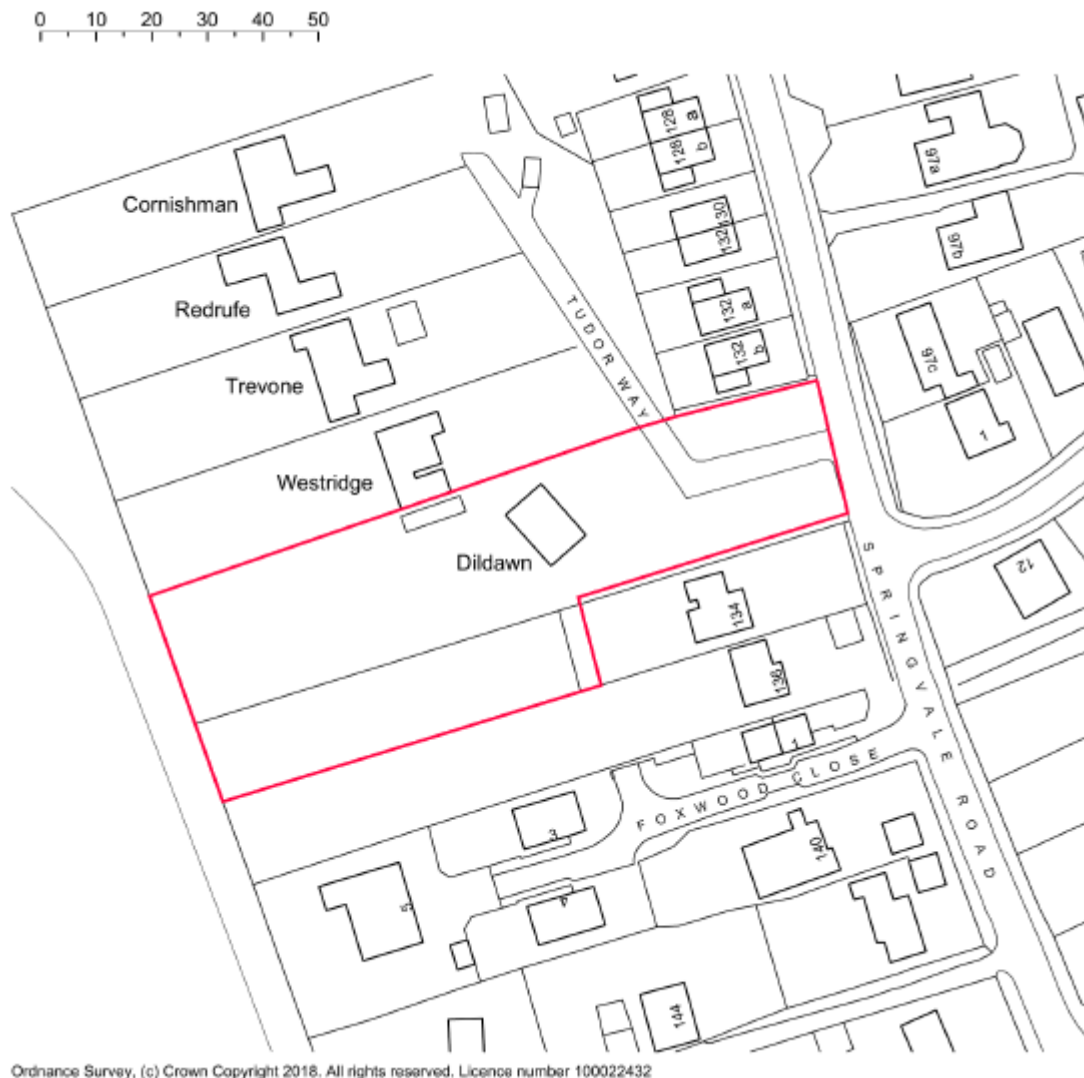 0 10 20 30 40 50
128
a
128
b
97a
Cornishman
130
132
97b
Redrufe
TUDOR WAY
132
a
132
b
97c
Trevone
1
Westridge
Dildawn
12
134
136
SPRINGVALE ROAD
1
FOXWOOD CLOSE
3
140
5
4
144
Ordnance Survey, (c) Crown Copyright 2018. All rights reserved. Licence number 100022432